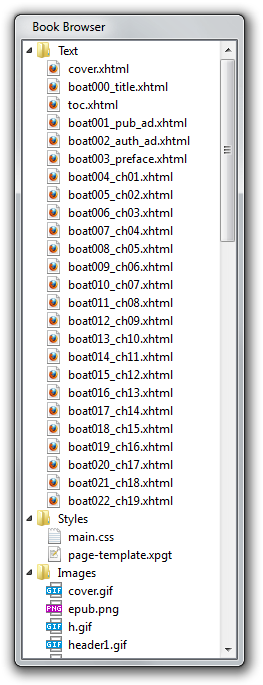 Book Browser
Text
cover.xhtml
boat000_title.xhtml
toc.xhtml
boat001_pub_ad.xhtml
boat002_auth_ad.xhtml
boat003_preface.xhtml
boat004_ch01.xhtml
boat005_ch02.xhtml
boat006_ch03.xhtml
boat007_ch04.xhtml
boat008_ch05.xhtml
boat009_ch06.xhtml
boat010_ch07.xhtml
boat011_ch08.xhtml
boat012_ch09.xhtml
boat013_ch10.xhtml
boat014_ch11.xhtml
boat015_ch12.xhtml
boat016_ch13.xhtml
boat017_ch14.xhtml
boat018_ch15.xhtml
boat019_ch16.xhtml
boat020_ch17.xhtml
boat021_ch18.xhtml
boat022_ch19.xhtml
Styles
main.css
page-template.xpgt
Images
GIF cover.gif
PNG epub.png
GIF h.gif
GIF header1.gif